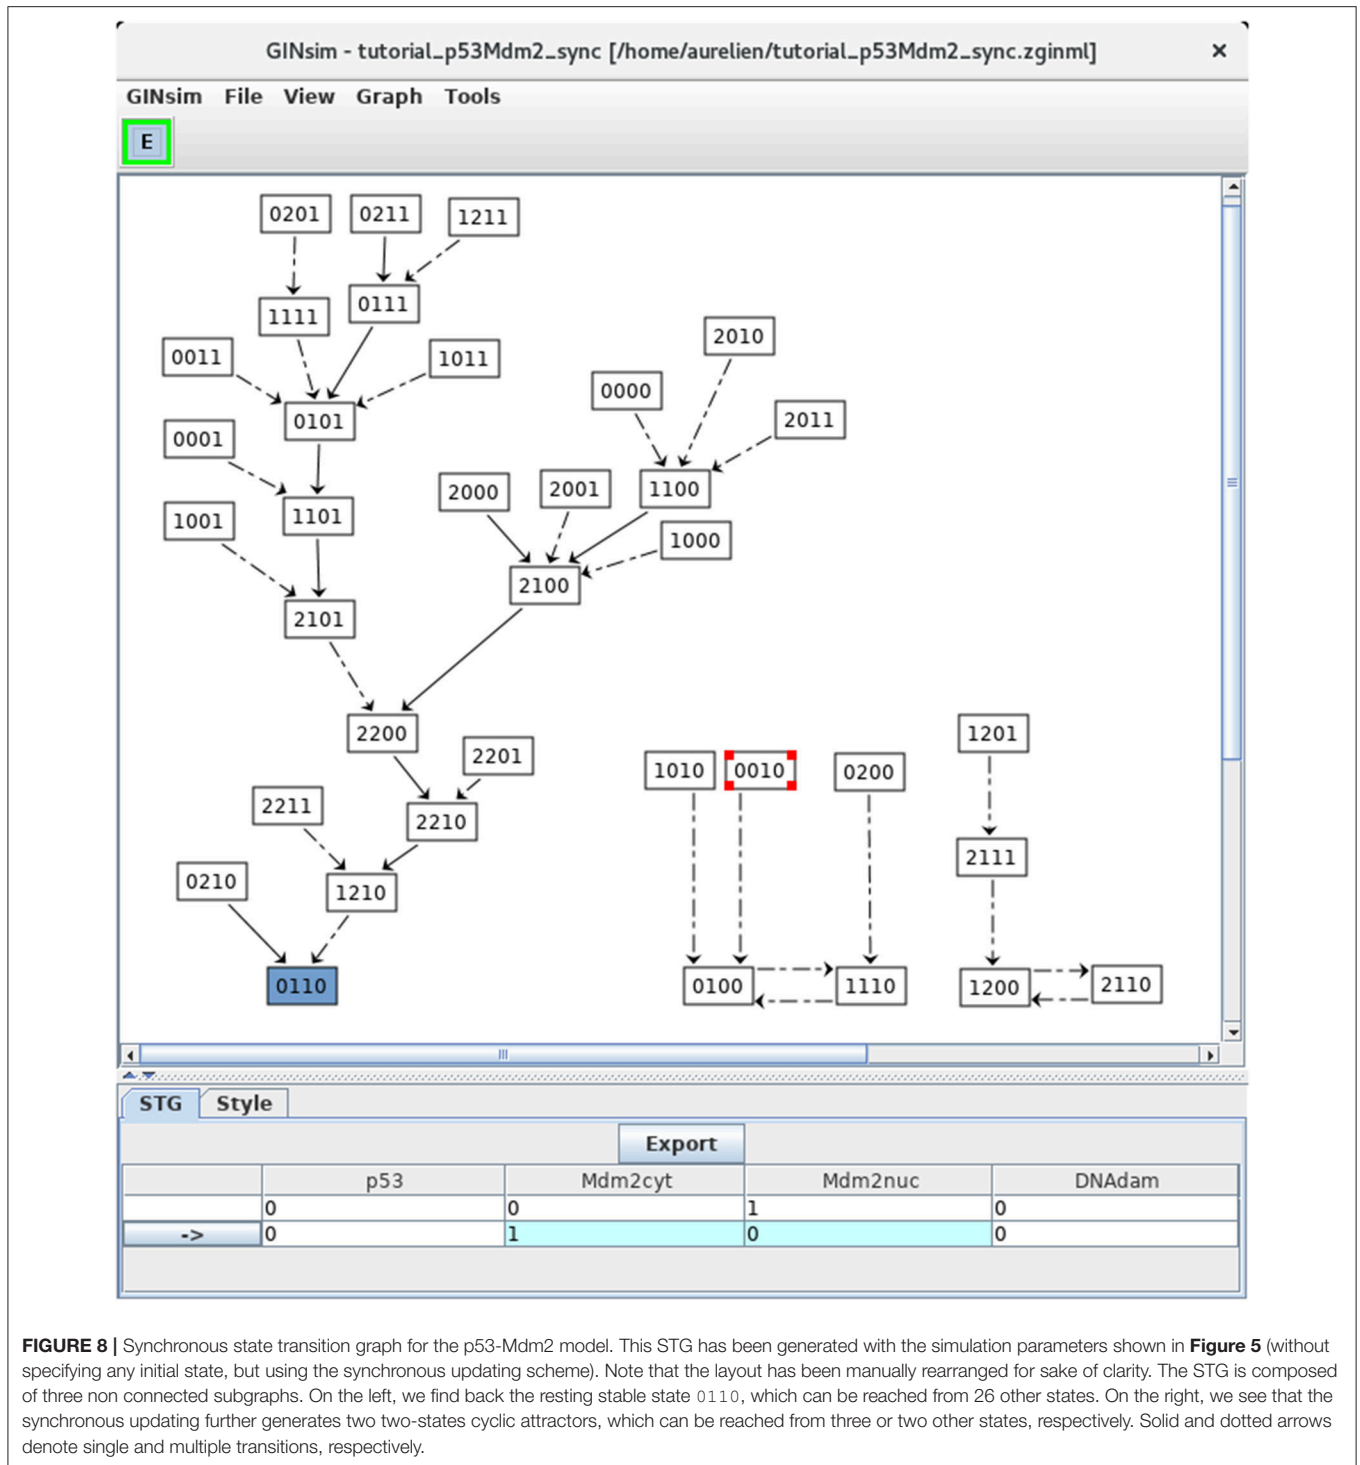 GINsim - tutorial_p53Mdm2_sync [/home/aurelien/tutorial_p53Mdm2_sync.zginml] ×
GINsim File View Graph Tools
E
0201 0211 1211
1111 0111
0011 1011
0101
0001
1101
1001
2101
2010
0000
2011
2000 2001 1100
1000
2100
2200
2201
2211
2210
0210
1210
0110
1010 0010 0200
0100 1110
1201
2111
1200 2110
STG Style
Export
p53 Mdm2cyt Mdm2nuc DNAdam
0 0 1 0
-> 0 1 0 0
FIGURE 8 | Synchronous state transition graph for the p53-Mdm2 model. This STG has been generated with the simulation parameters shown in Figure 5 (without
specifying any initial state, but using the synchronous updating scheme). Note that the layout has been manually rearranged for sake of clarity. The STG is composed
of three non connected subgraphs. On the left, we find back the resting stable state 0110, which can be reached from 26 other states. On the right, we see that the
synchronous updating further generates two two-states cyclic attractors, which can be reached from three or two other states, respectively. Solid and dotted arrows
denote single and multiple transitions, respectively.